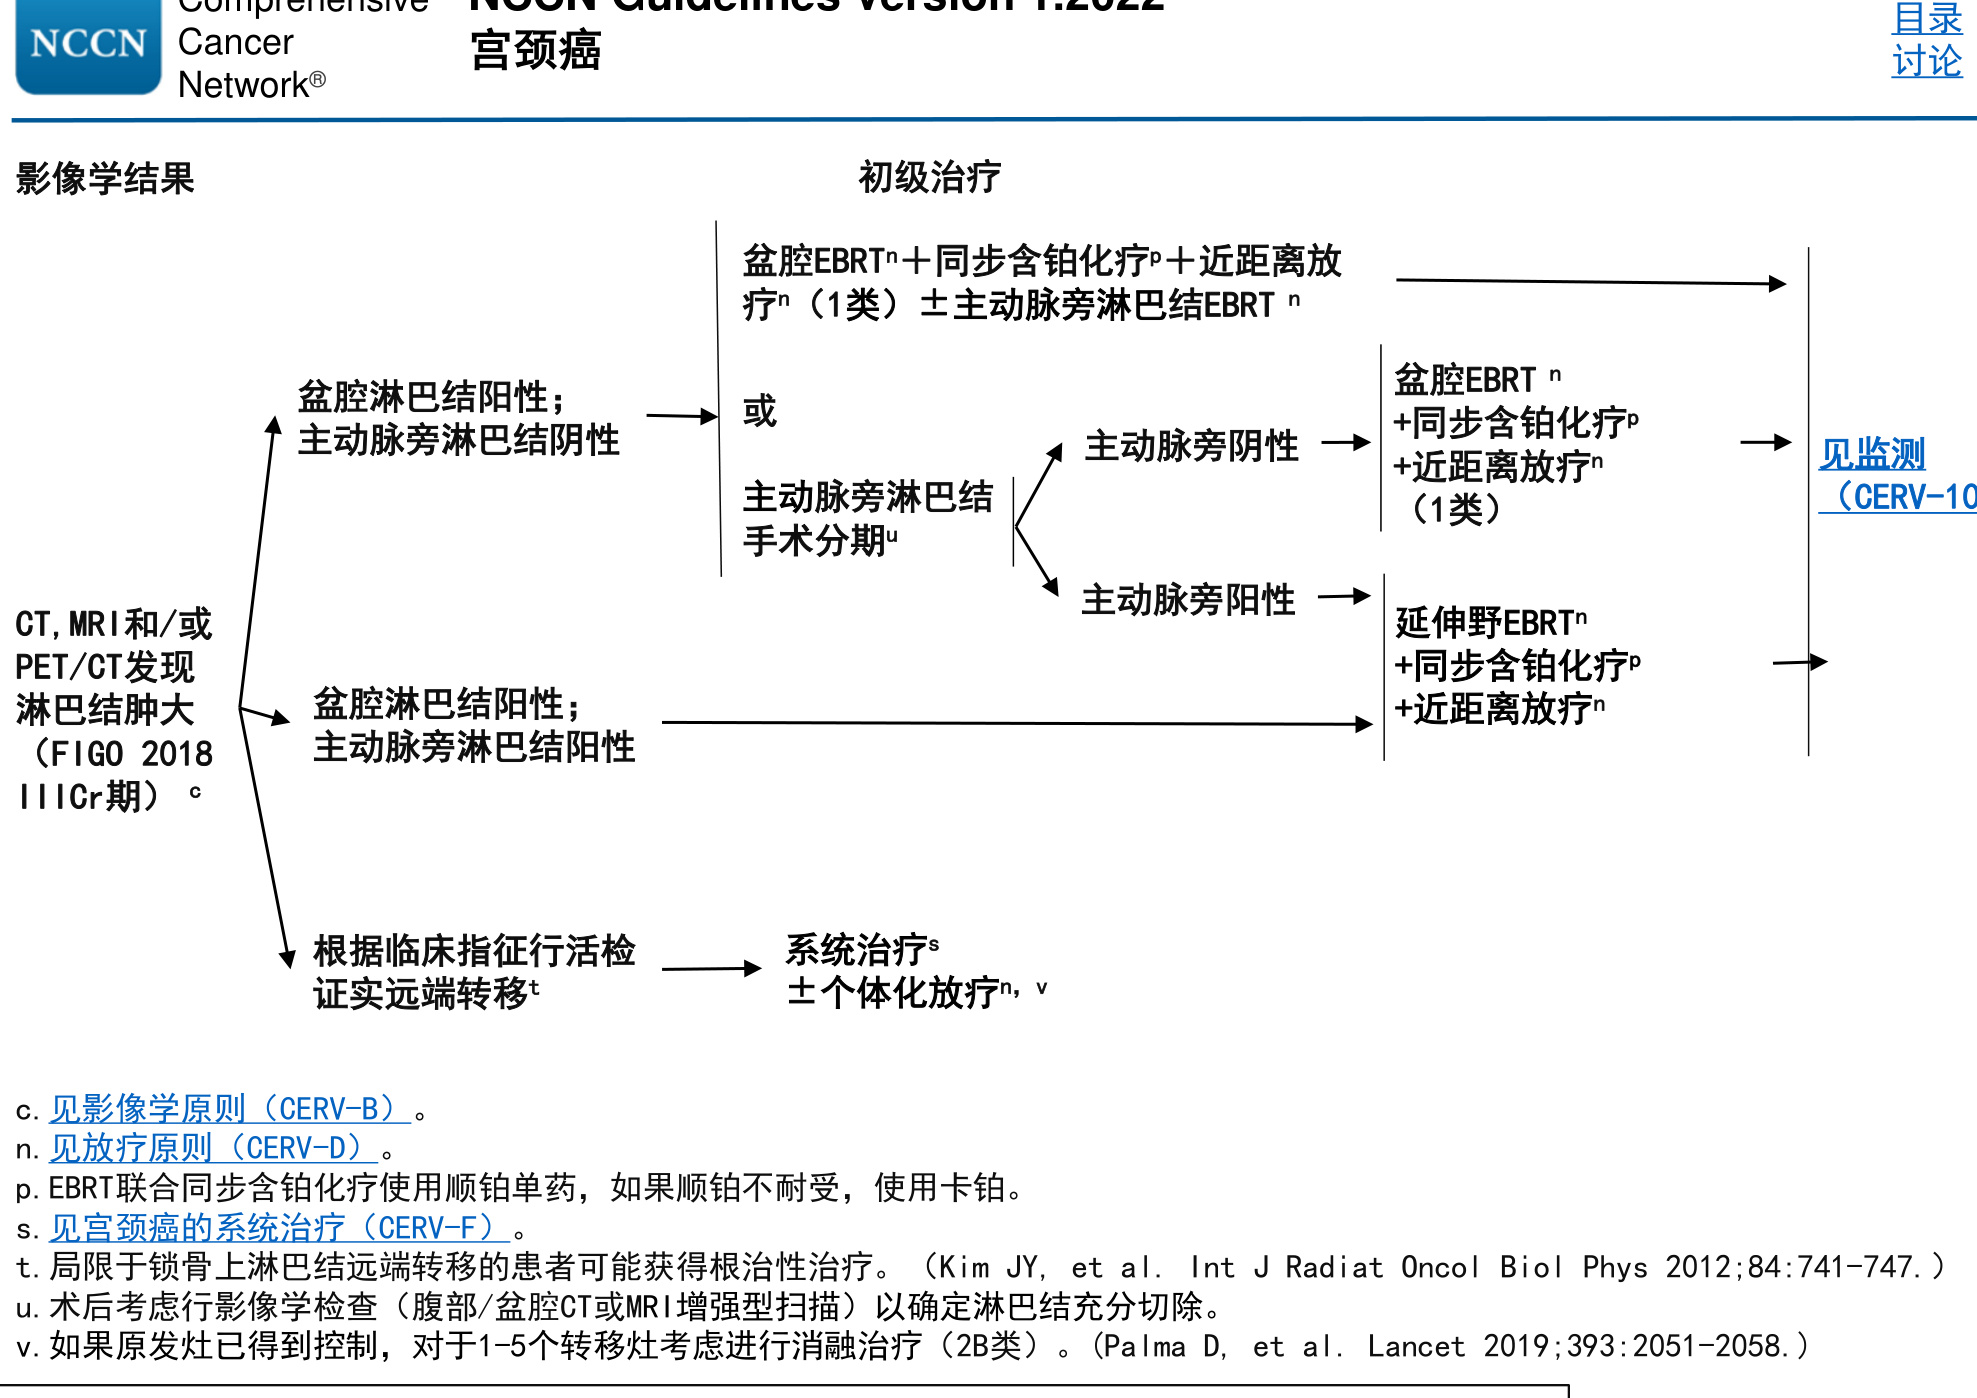 NCCN
Comprehensive
Cancer
Network®
NCCN Guidelines Version 1.2022
宫颈癌
目录
讨论
影像学结果
初级治疗
CT,MRI和/或
PET/CT发现
淋巴结肿大
（FIGO 2018
IIICr期） c
盆腔淋巴结阳性；
主动脉旁淋巴结阴性
盆腔EBRTn＋同步含铂化疗p＋近距离放
疗n（1类）±主动脉旁淋巴结EBRT n
或
主动脉旁淋巴结
手术分期u
主动脉旁阴性
盆腔EBRT n
+同步含铂化疗p
+近距离放疗n
（1类）
主动脉旁阳性
延伸野EBRTn
+同步含铂化疗p
+近距离放疗n
见监测
（CERV-10
盆腔淋巴结阳性；
主动脉旁淋巴结阳性
根据临床指征行活检
证实远端转移t
系统治疗s
±个体化放疗n, v
c. 见影像学原则（CERV-B）。
n. 见放疗原则（CERV-D）。
p. EBRT联合同步含铂化疗使用顺铂单药，如果顺铂不耐受，使用卡铂。
s. 见宫颈癌的系统治疗（CERV-F）。
t. 局限于锁骨上淋巴结远端转移的患者可能获得根治性治疗。（Kim JY, et al. Int J Radiat Oncol Biol Phys 2012;84:741-747.）
u. 术后考虑行影像学检查（腹部/盆腔CT或MRI增强型扫描）以确定淋巴结充分切除。
v. 如果原发灶已得到控制，对于1-5个转移灶考虑进行消融治疗（2B类）。(Palma D, et al. Lancet 2019;393:2051-2058.）